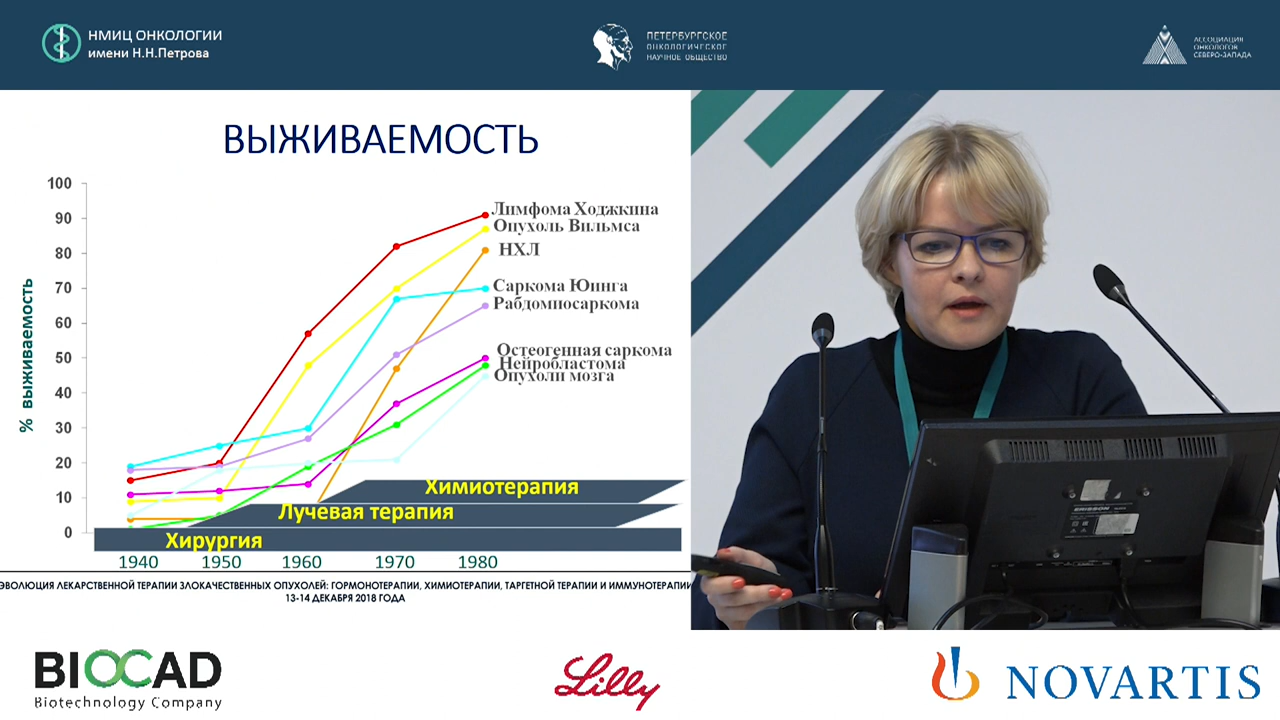 НМИЦ ОНКОЛОГИИ
имени Н.Н.Петрова
ПЕТЕРБУРГСКОЕ
ОНКОЛОГИЧЕСКОЕ
НАУЧНОЕ ОБЩЕСТВО
АССОЦИАЦИЯ
ОНКОЛОГОВ
СЕВЕРО-ЗАПАДА
ВЫЖИВАЕМОСТЬ
% выживаемость
100
90
80
70
60
50
40
30
20
10
0
Лимфома Ходжкина
Опухоль Вильмса
НХЛ
Саркома Юинга
Рабдомиосаркома
Остеогенная саркома
Нейробластома
Опухоли мозга
Химиотерапия
Лучевая терапия
Хирургия
1940 1950 1960 1970 1980
ЭВОЛЮЦИЯ ЛЕКАРСТВЕННОЙ ТЕРАПИИ ЗЛОКАЧЕСТВЕННЫХ ОПУХОЛЕЙ: ГОРМОНОТЕРАПИИ, ХИМИОТЕРАПИИ, ТАРГЕТНОЙ ТЕРАПИИ И ИММУНОТЕРАПИИ
13-14 ДЕКАБРЯ 2018 ГОДА
ERISSON
BIOCAD
Biotechnology Company
Lilly
NOVARTIS